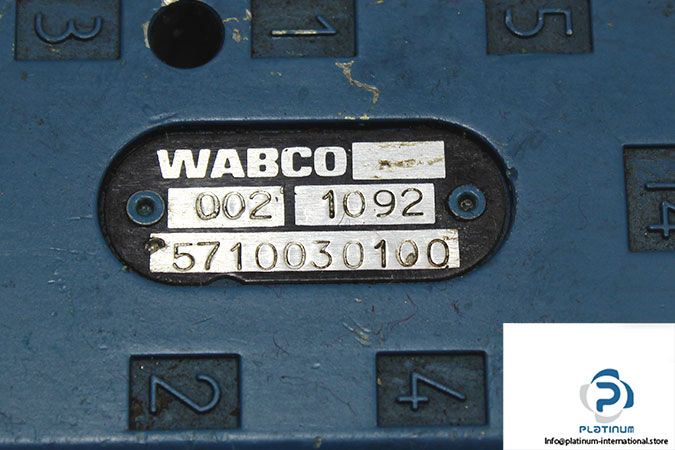 3 1 5
WABCO
002 1092
5710030100
14
2 4
P
PLATINUM
Info@platinum-international.store